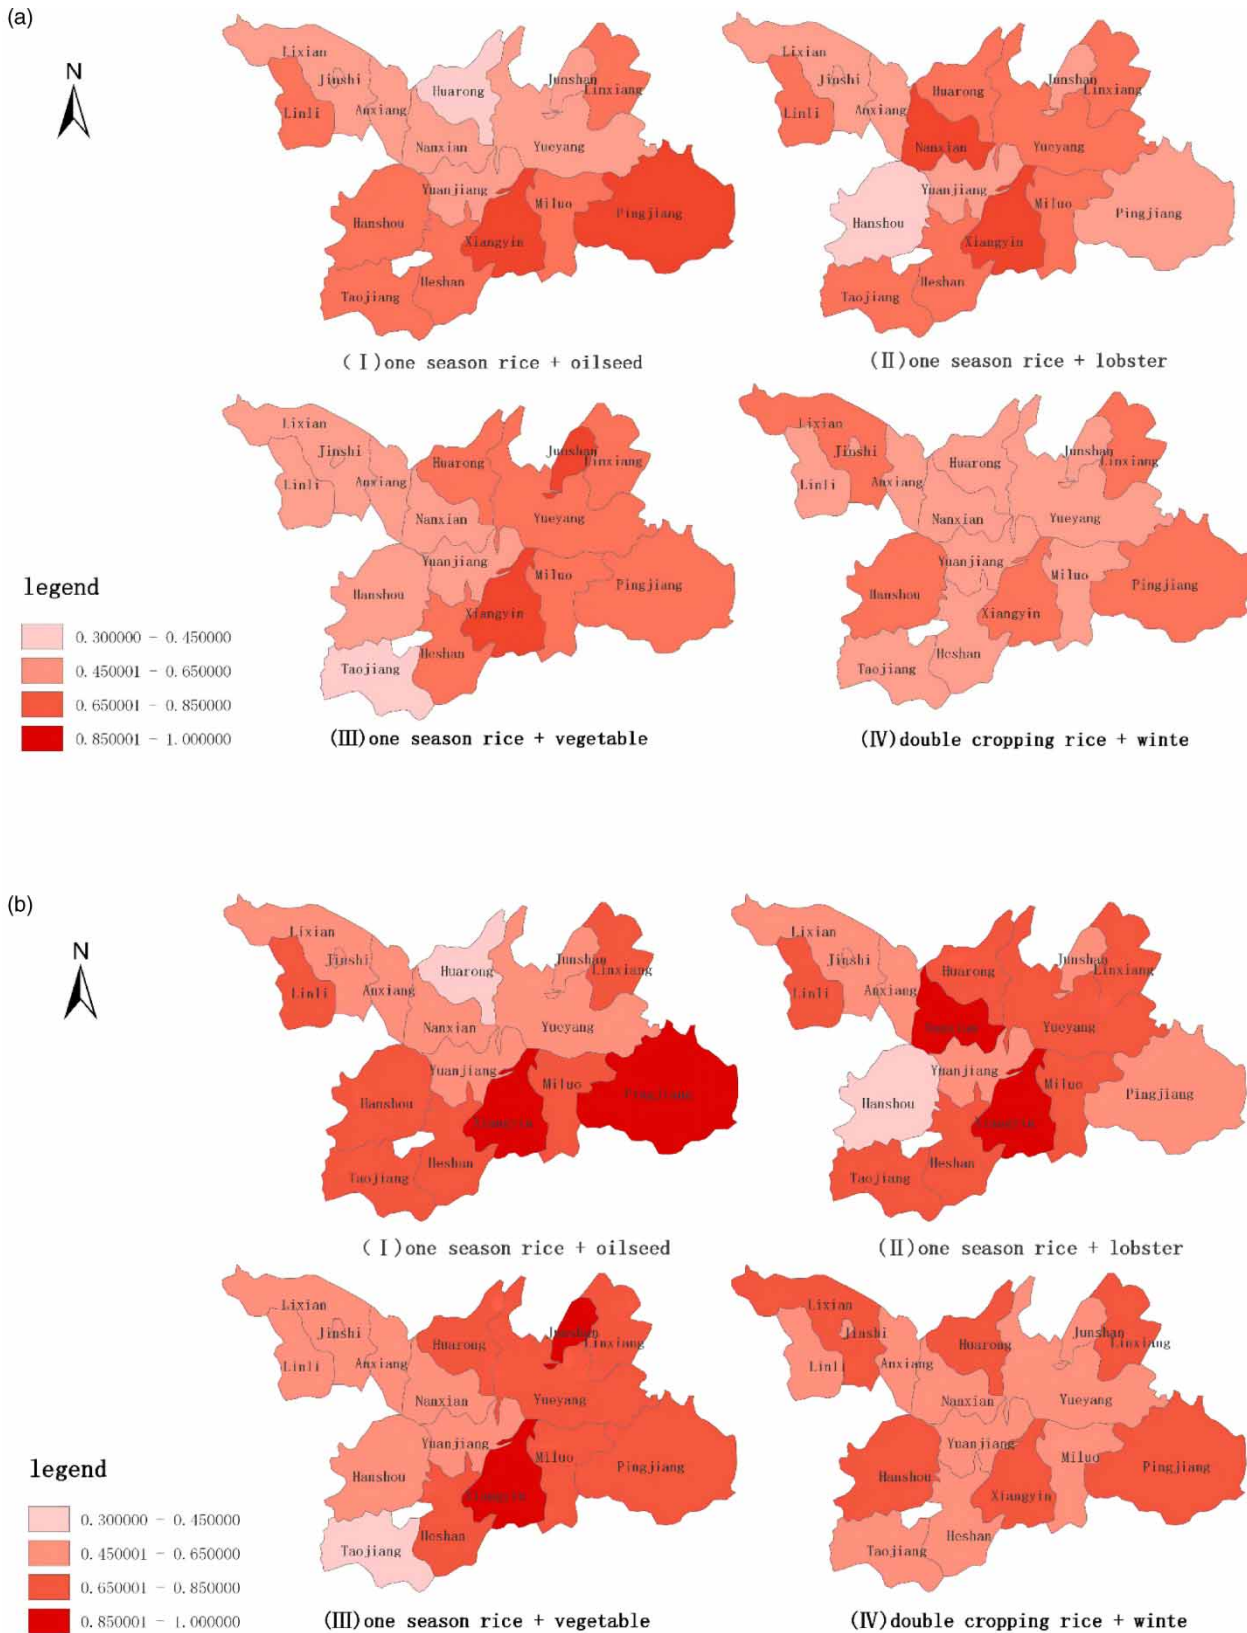 (a)
N
Lixian
Jinshi
Linli
Anxiang
Huarong
Nanxian
Junshan
Linxiang
Yueyang
Yuanjiang
Hanshou
Miluo
Pingjiang
Xiangyin
Heshan
Taojiang
(Ⅰ)one season rice + oilseed
Lixian
Jinshi
Linli
Anxiang
Huarong
Nanxian
Junshan
Linxiang
Yueyang
Yuanjiang
Hanshou
Miluo
Pingjiang
Xiangyin
Heshan
Taojiang
(Ⅱ)one season rice + lobster
Lixian
Jinshi
Linli
Anxiang
Huarong
Nanxian
Junshan
Linxiang
Yueyang
Yuanjiang
Hanshou
Miluo
Pingjiang
Xiangyin
Heshan
Taojiang
(Ⅲ)one season rice + vegetable
Lixian
Jinshi
Linli
Anxiang
Huarong
Nanxian
Junshan
Linxiang
Yueyang
Yuanjiang
Hanshou
Miluo
Pingjiang
Xiangyin
Heshan
Taojiang
(Ⅳ)double cropping rice + winte
legend
0.300000 - 0.450000
0.450001 - 0.650000
0.650001 - 0.850000
0.850001 - 1.000000
(b)
N
Lixian
Jinshi
Linli
Anxiang
Huarong
Nanxian
Junshan
Linxiang
Yueyang
Yuanjiang
Hanshou
Miluo
Pingjiang
Xiangyin
Heshan
Taojiang
(Ⅰ)one season rice + oilseed
Lixian
Jinshi
Linli
Anxiang
Huarong
Nanxian
Junshan
Linxiang
Yueyang
Yuanjiang
Hanshou
Miluo
Pingjiang
Xiangyin
Heshan
Taojiang
(Ⅱ)one season rice + lobster
Lixian
Jinshi
Linli
Anxiang
Huarong
Nanxian
Junshan
Linxiang
Yueyang
Yuanjiang
Hanshou
Miluo
Pingjiang
Xiangyin
Heshan
Taojiang
(Ⅲ)one season rice + vegetable
Lixian
Jinshi
Linli
Anxiang
Huarong
Nanxian
Junshan
Linxiang
Yueyang
Yuanjiang
Hanshou
Miluo
Pingjiang
Xiangyin
Heshan
Taojiang
(Ⅳ)double cropping rice + winte
legend
0.300000 - 0.450000
0.450001 - 0.650000
0.650001 - 0.850000
0.850001 - 1.000000